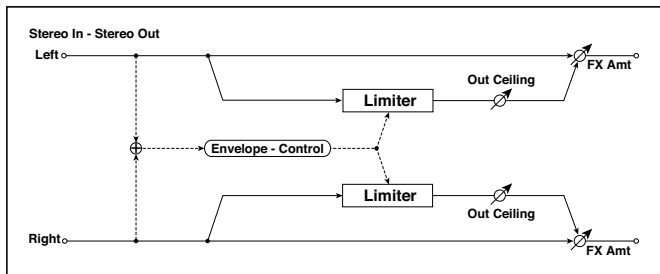 Stereo In - Stereo Out
Left
FX Amt
Out Ceiling
Limiter
Envelope - Control
Limiter
Out Ceiling
Right
FX Amt